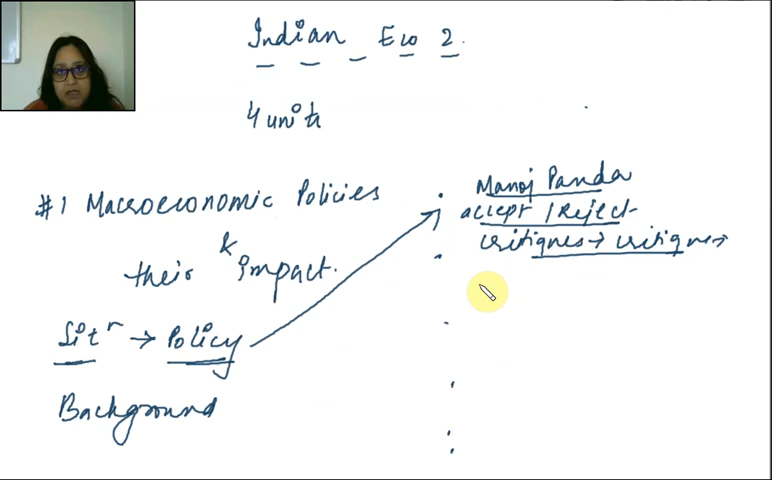 Indian Eco 2.
4 units
#1 Macroeconomic Policies
& their impact.
Sitn → Policy
Background
Manoj Panda
accept / Reject
critiques → critiques